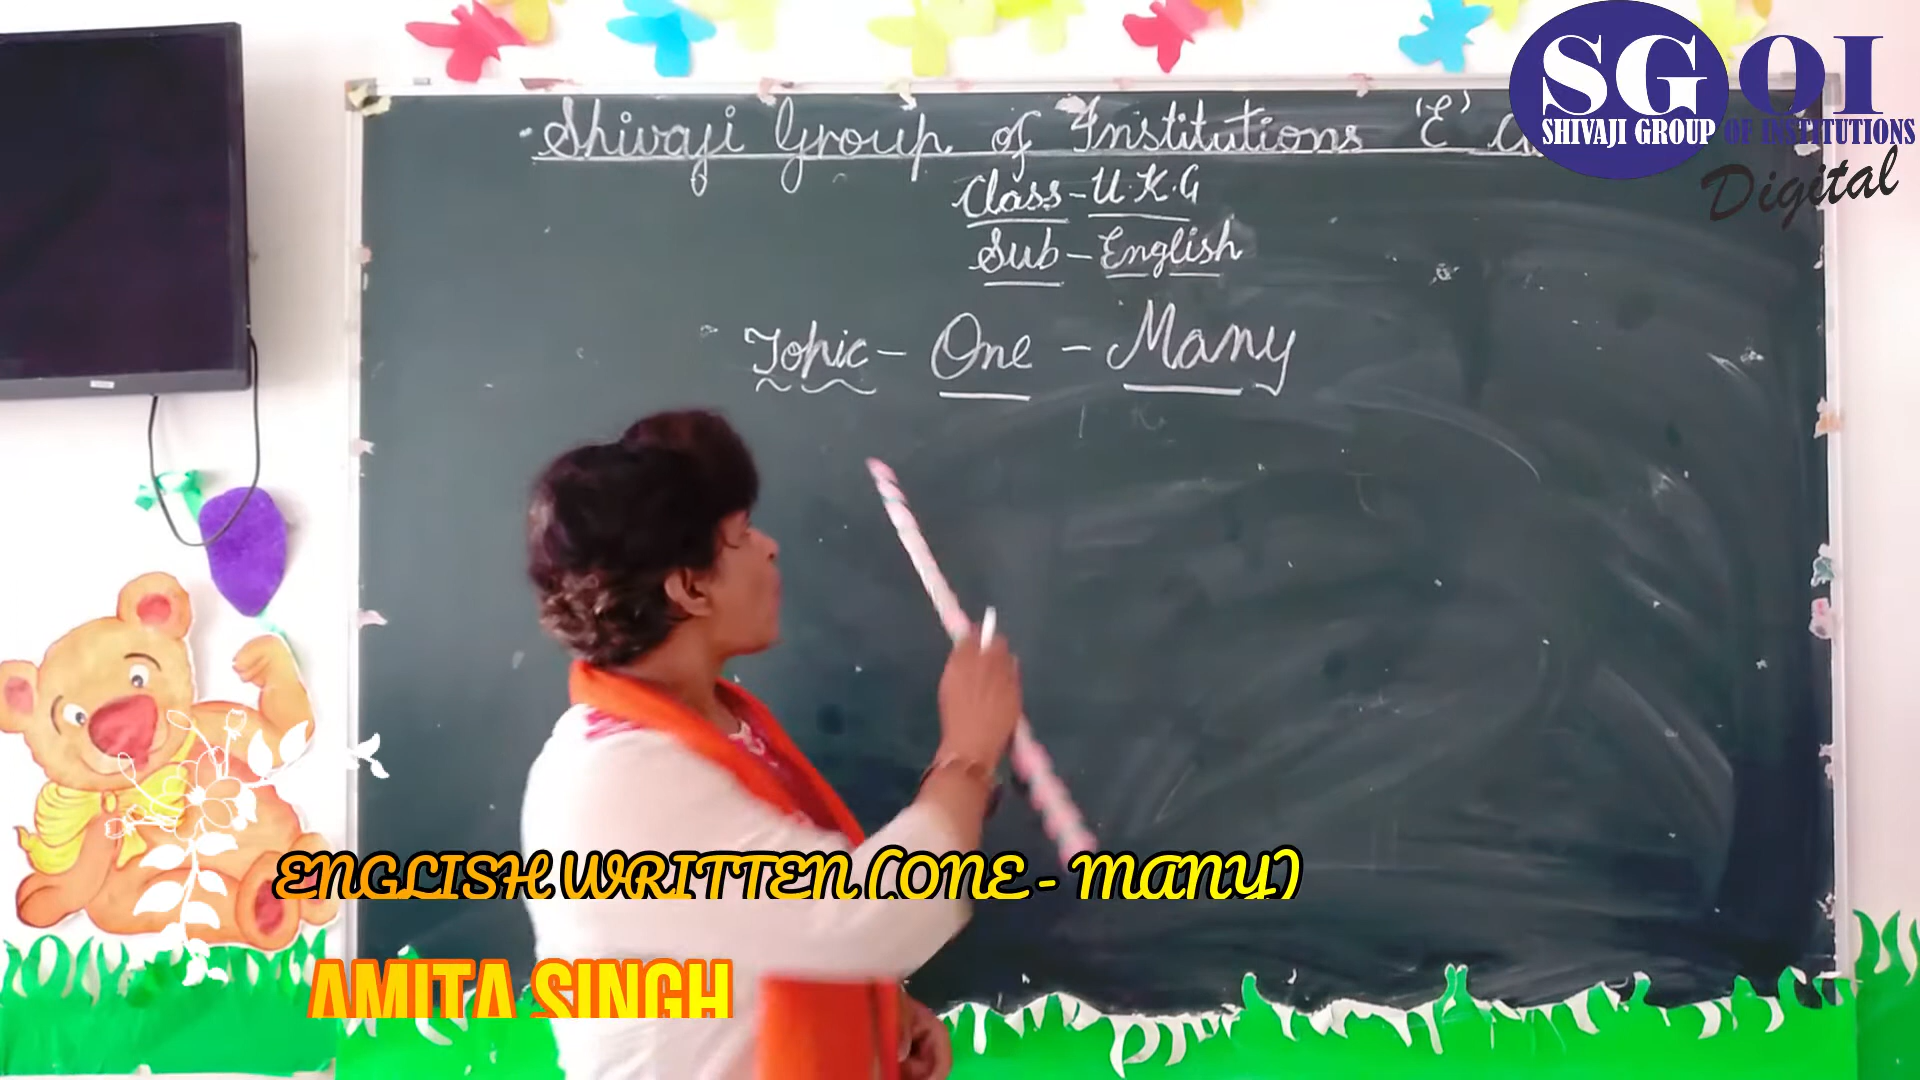 Shivaji Group of Institutions 'E'
Class - U.K.G
Sub - English
Topic - One - Many
SGOI
SHIVAJI GROUP OF INSTITUTIONS
Digital
ENGLISH WRITTEN (ONE - MANY)
AMITA SINGH